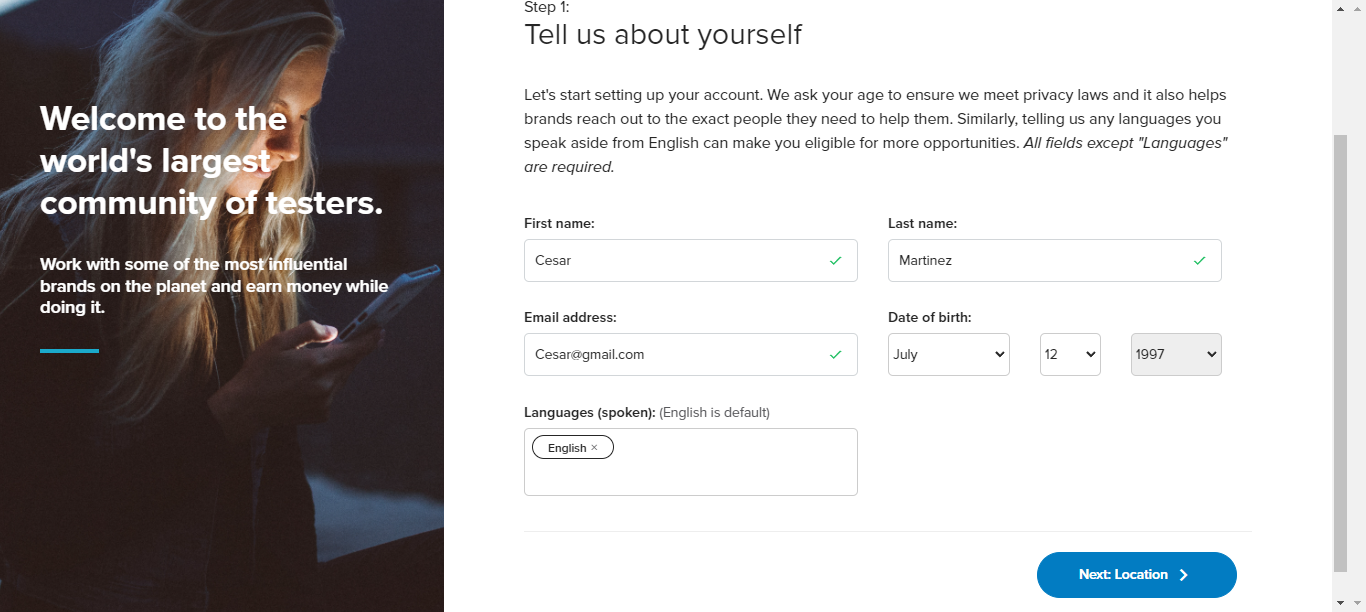 Welcome to the
world's largest
community of testers.
Work with some of the most influential
brands on the planet and earn money while
doing it.
Step 1:
Tell us about yourself
Let's start setting up your account. We ask your age to ensure we meet privacy laws and it also helps
brands reach out to the exact people they need to help them. Similarly, telling us any languages you
speak aside from English can make you eligible for more opportunities. All fields except "Languages"
are required.
First name:
Last name:
Cesar
Martinez
Email address:
Date of birth:
Cesar@gmail.com
July
12
1997
Languages (spoken): (English is default)
English ×
Next: Location